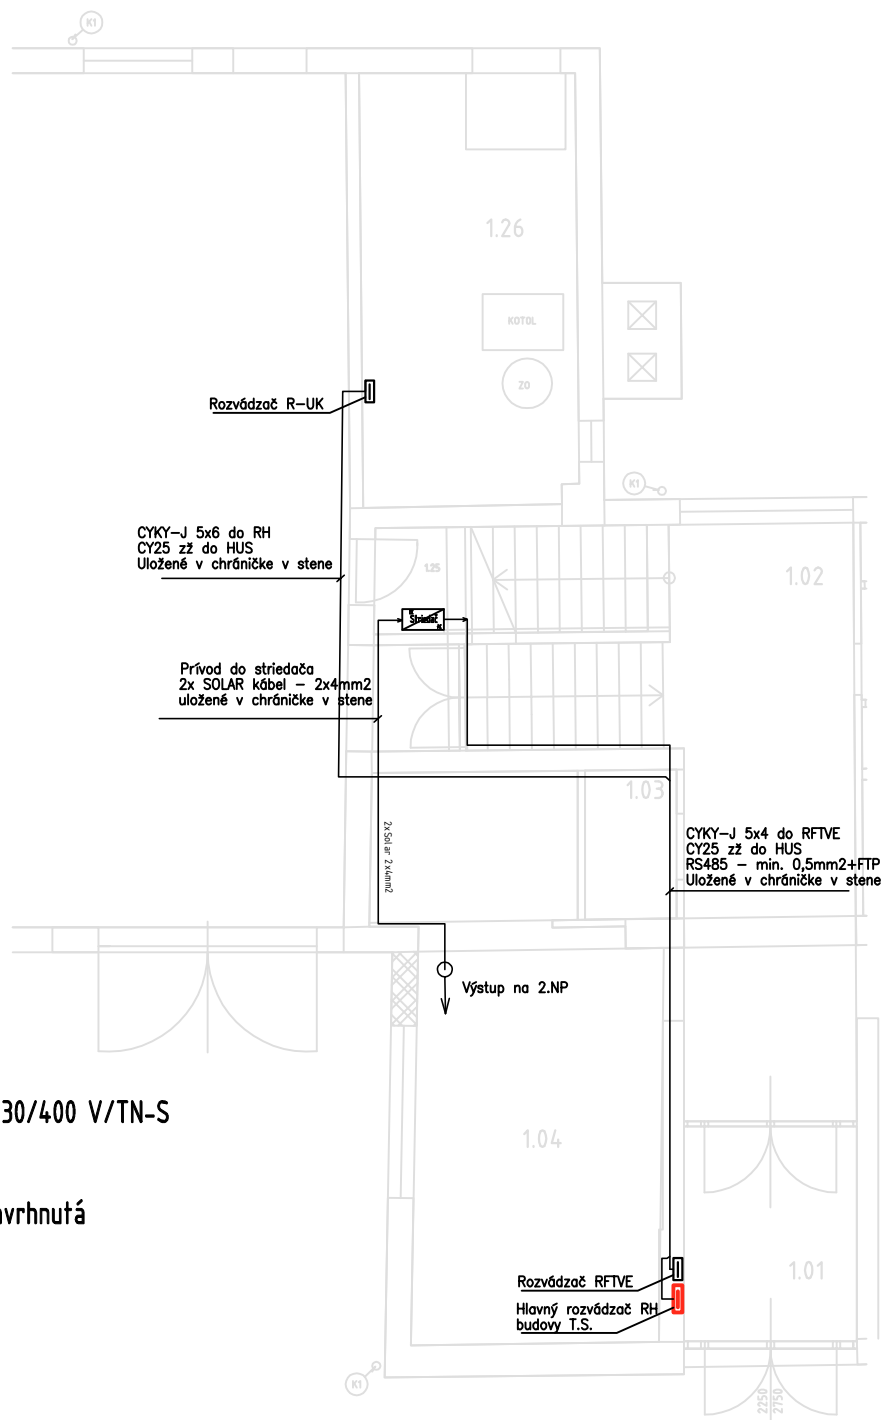 K1
1.26
KOTOL
ZO
Rozvádzač R-UK
K1
CYKY-J 5x6 do RH
CY25 zž do HUS
Uložené v chráničke v stene
1.25
1.02
Striedač
Prívod do striedača
2x SOLAR kábel - 2x4mm2
uložené v chráničke v stene
1.03
2x Solar 2x4mm2
CYKY-J 5x4 do RFTVE
CY25 zž do HUS
RS485 - min. 0,5mm2+FTP
Uložené v chráničke v stene
Výstup na 2.NP
30/400 V/TN-S
1.04
avrhnutá
1.01
Rozvádzač RFTVE
Hlavný rozvádzač RH
budovy T.S.
K1
2250
2750